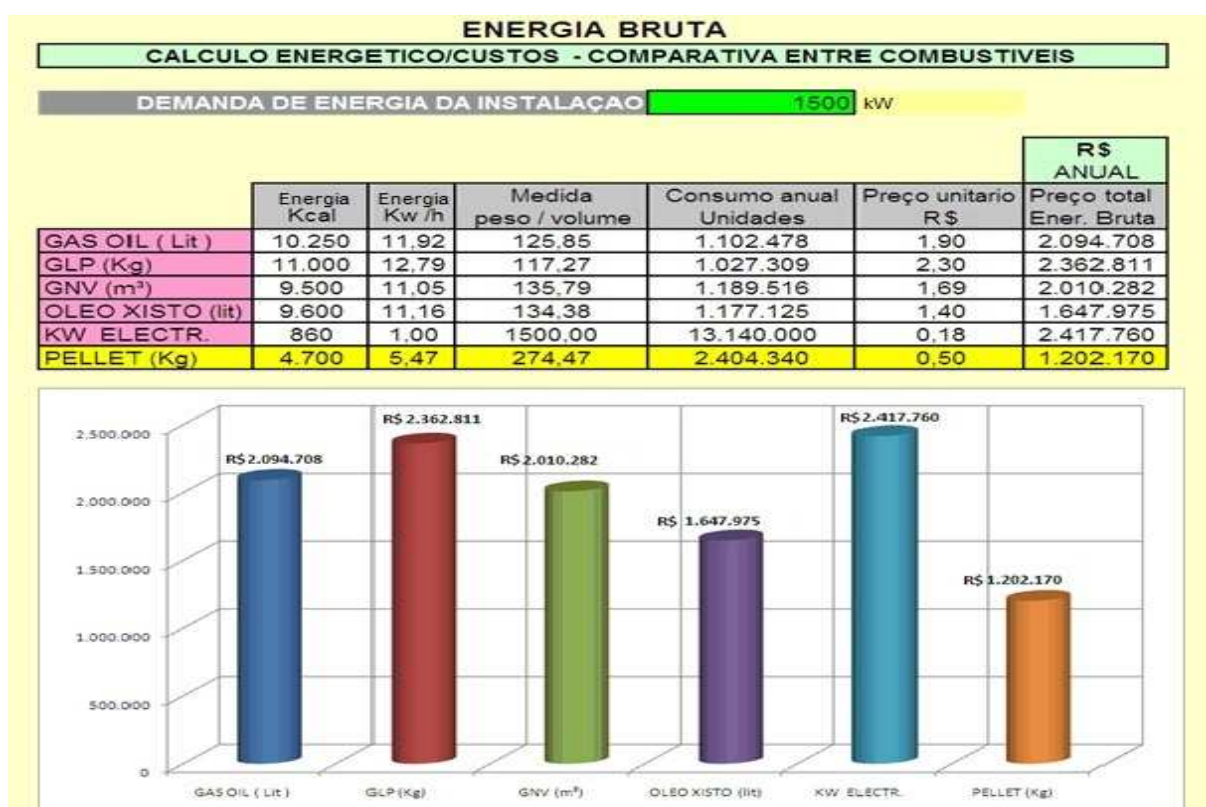 ENERGIA BRUTA
CALCULO ENERGETICO/CUSTOS - COMPARATIVA ENTRE COMBUSTIVEIS
DEMANDA DE ENERGIA DA INSTALAÇAO 1500 kW
R$
ANUAL
Energia Energia Medida Consumo anual Preço unitario Preço total
Kcal Kw /h peso / volume Unidades R$ Ener. Bruta
GAS OIL ( Lit ) 10.250 11,92 125,85 1.102.478 1,90 2.094.708
GLP (Kg) 11.000 12,79 117,27 1.027.309 2,30 2.362.811
GNV (m³) 9.500 11,05 135,79 1.189.516 1,69 2.010.282
OLEO XISTO (lit) 9.600 11,16 134,38 1.177.125 1,40 1.647.975
KW ELECTR. 860 1,00 1500,00 13.140.000 0,18 2.417.760
PELLET (Kg) 4.700 5,47 274,47 2.404.340 0,50 1.202.170
R$ 2.362.811 R$2.417.760
2.500.000
R$2.094.708 R$ 2.010.282
2.000.000
R$ 1.647.975
1.500.000
R$ 1.202.170
1.000.000
500.000
0
GAS OIL ( Lit ) GLP (Kg) GNV (m³) OLEO XISTO (lit) KW ELECTR. PELLET (Kg)